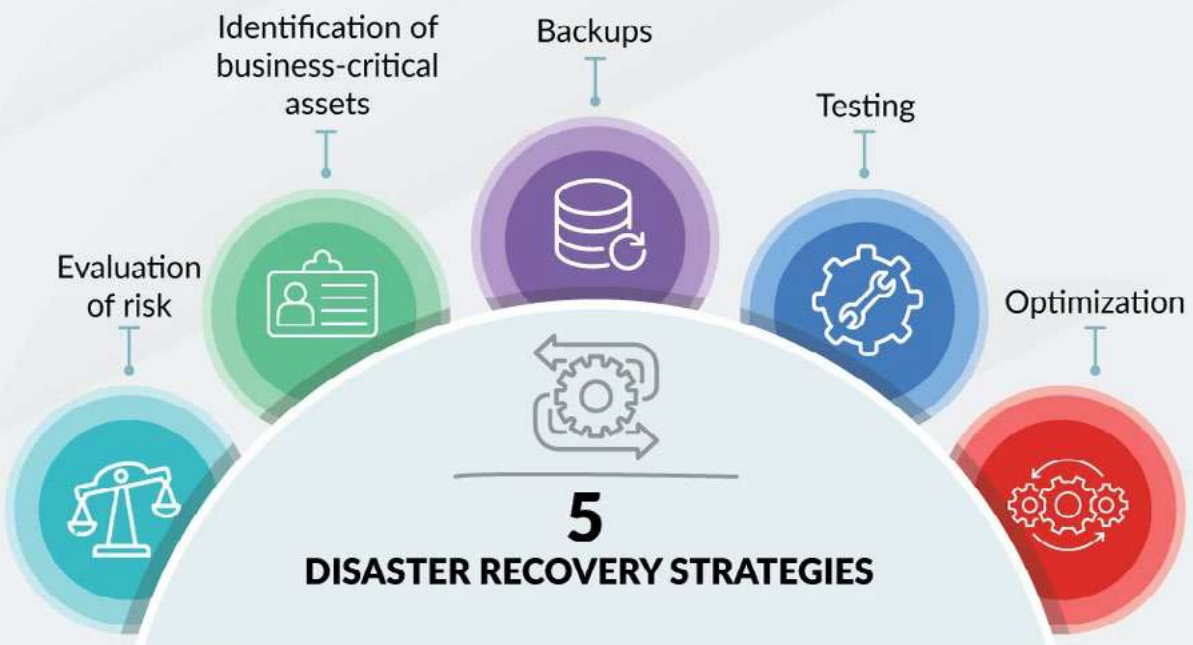 Evaluation
of risk
Identification of
business-critical
assets
Backups
Testing
Optimization
5
DISASTER RECOVERY STRATEGIES